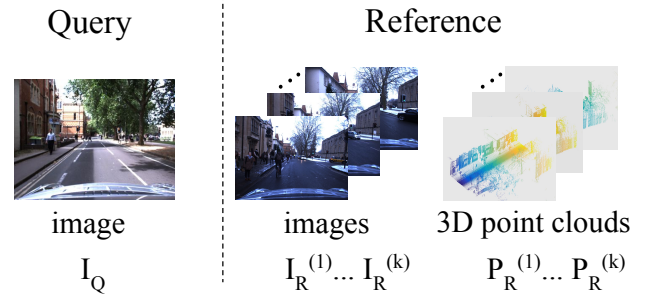 Query
Reference
image
images
3D point clouds
I_Q
I_R^(1)... I_R^(k)
P_R^(1)... P_R^(k)